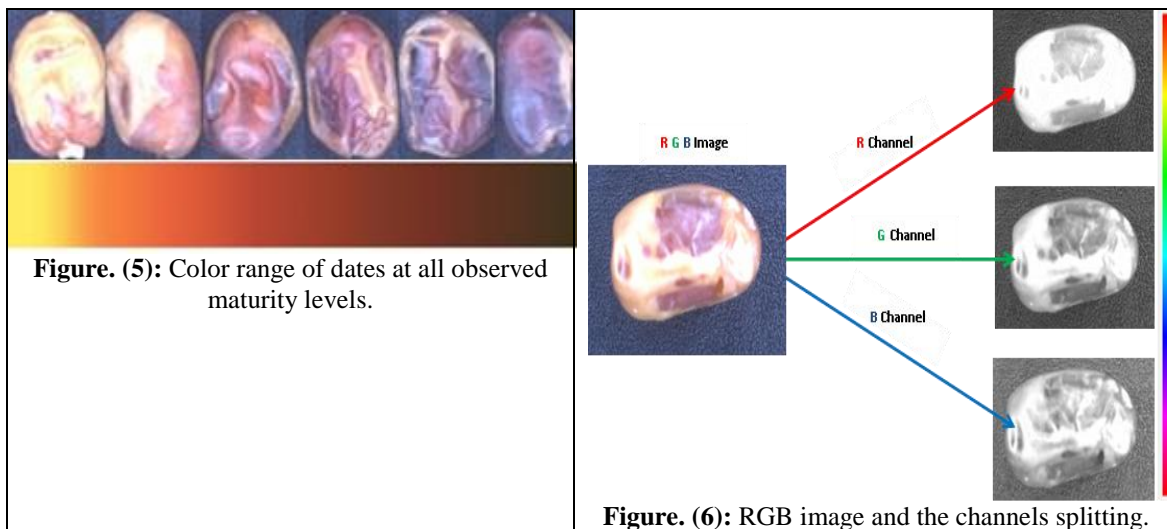 Figure. (5): Color range of dates at all observed
maturity levels.
R G B Image
R Channel
G Channel
B Channel
Figure. (6): RGB image and the channels splitting.